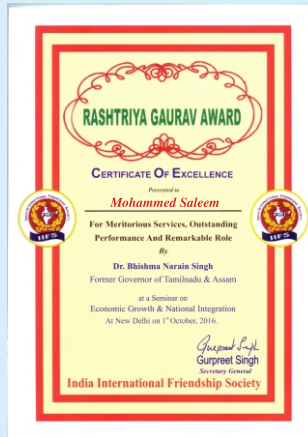 RASHTRIYA GAURAV AWARD
CERTIFICATE OF EXCELLENCE
Presented to
Mohammed Saleem
For Meritorious Services, Outstanding
Performance And Remarkable Role
By
Dr. Bhishma Narain Singh
Former Governor of Tamilnadu & Assam
at a Seminar on
Economic Growth & National Integration
At New Delhi on 1st October, 2016.
IIFS
IIFS
Gurpreet Singh
Gurpreet Singh
Secretary General
India International Friendship Society